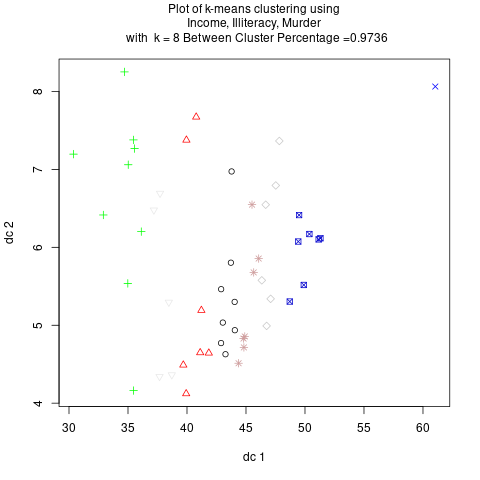 Plot of k-means clustering using
Income, Illiteracy, Murder
with k = 8 Between Cluster Percentage =0.9736
8
7
6
5
4
dc 2
30 35 40 45 50 55 60
dc 1